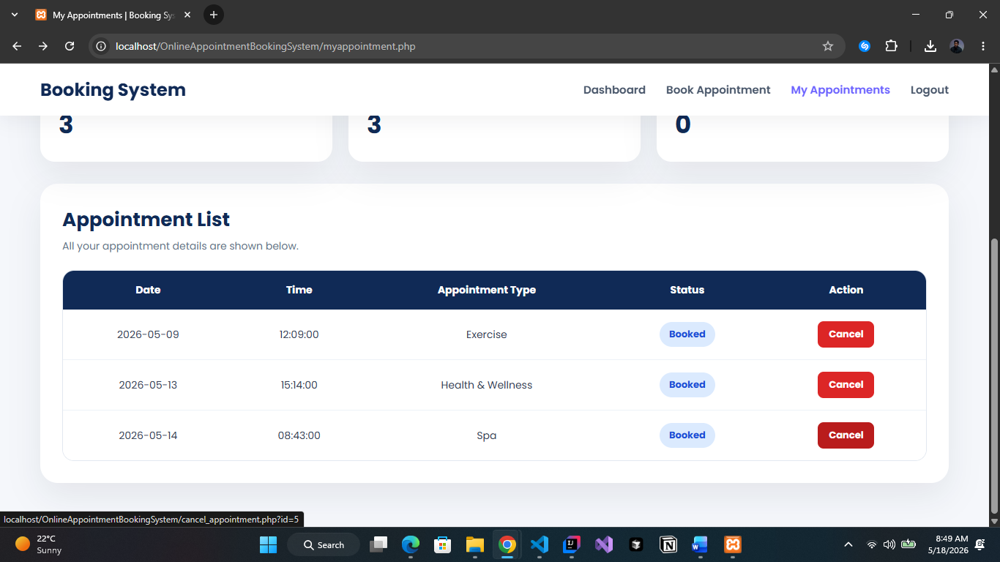 My Appointments | Booking Sys
localhost/OnlineAppointmentBookingSystem/myappointment.php
Booking System
Dashboard
Book Appointment
My Appointments
Logout
3
3
0
Appointment List
All your appointment details are shown below.
Date Time Appointment Type Status Action
2026-05-09 12:09:00 Exercise Booked Cancel
2026-05-13 15:14:00 Health & Wellness Booked Cancel
2026-05-14 08:43:00 Spa Booked Cancel
localhost/OnlineAppointmentBookingSystem/cancel_appointment.php?id=5
22°C
Sunny
Search
8:49 AM
5/18/2026